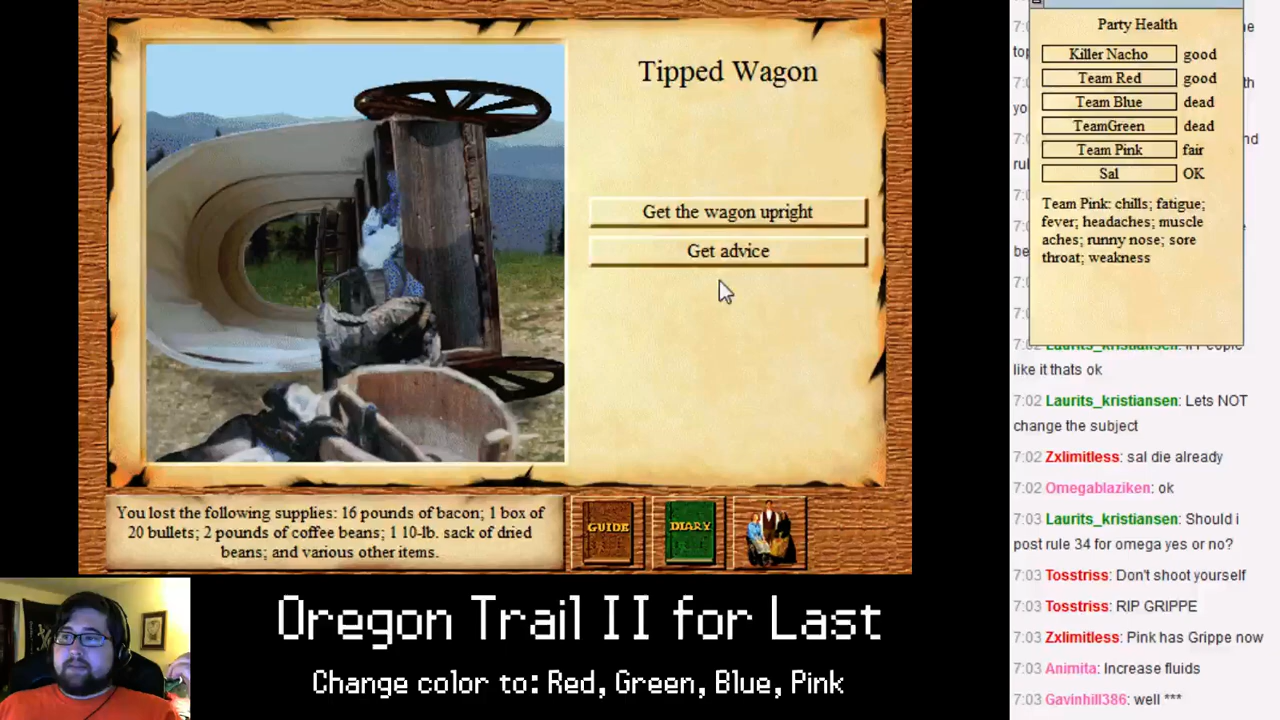 Tipped Wagon
Get the wagon upright
Get advice
You lost the following supplies: 16 pounds of bacon; 1 box of
20 bullets; 2 pounds of coffee beans; 1 10-lb. sack of dried
beans; and various other items.
GUIDE
DIARY
Oregon Trail II for Last
Change color to: Red, Green, Blue, Pink
Party Health
Killer Nacho good
Team Red good
Team Blue dead
TeamGreen dead
Team Pink fair
Sal OK
Team Pink: chills; fatigue;
fever; headaches; muscle
aches; runny nose; sore
throat; weakness
like it thats ok
7:02 Laurits_kristiansen: Lets NOT
change the subject
7:02 Zxlimitless: sal die already
7:02 Omegablaziken: ok
7:03 Laurits_kristiansen: Should i
post rule 34 for omega yes or no?
7:03 Tosstriss: Don't shoot yourself
7:03 Tosstriss: RIP GRIPPE
7:03 Zxlimitless: Pink has Grippe now
7:03 Animita: Increase fluids
7:03 Gavinhill386: well ***